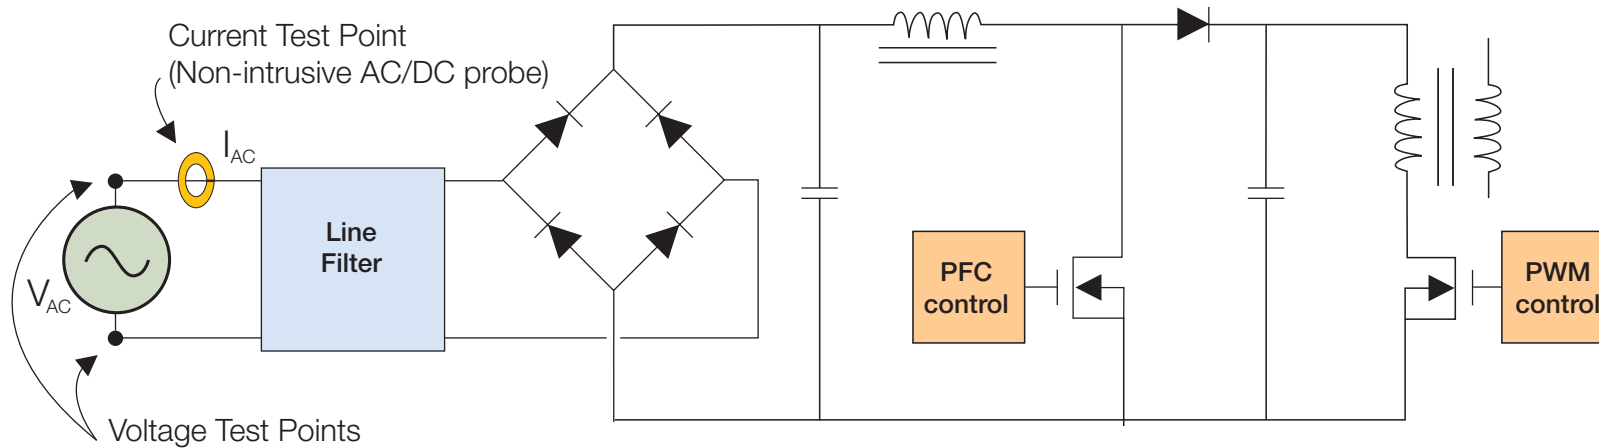 Current Test Point
(Non-intrusive AC/DC probe)
IAC
Line
Filter
VAC
PFC
control
PWM
control
Voltage Test Points